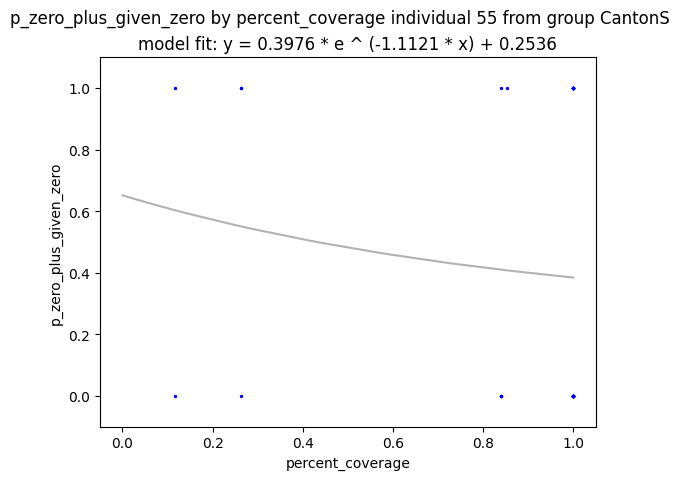 p_zero_plus_given_zero by percent_coverage individual 55 from group CantonS
model fit: y = 0.3976 * e ^ (-1.1121 * x) + 0.2536
1.0
0.8
0.6
0.4
0.2
0.0
p_zero_plus_given_zero
0.0 0.2 0.4 0.6 0.8 1.0
percent_coverage